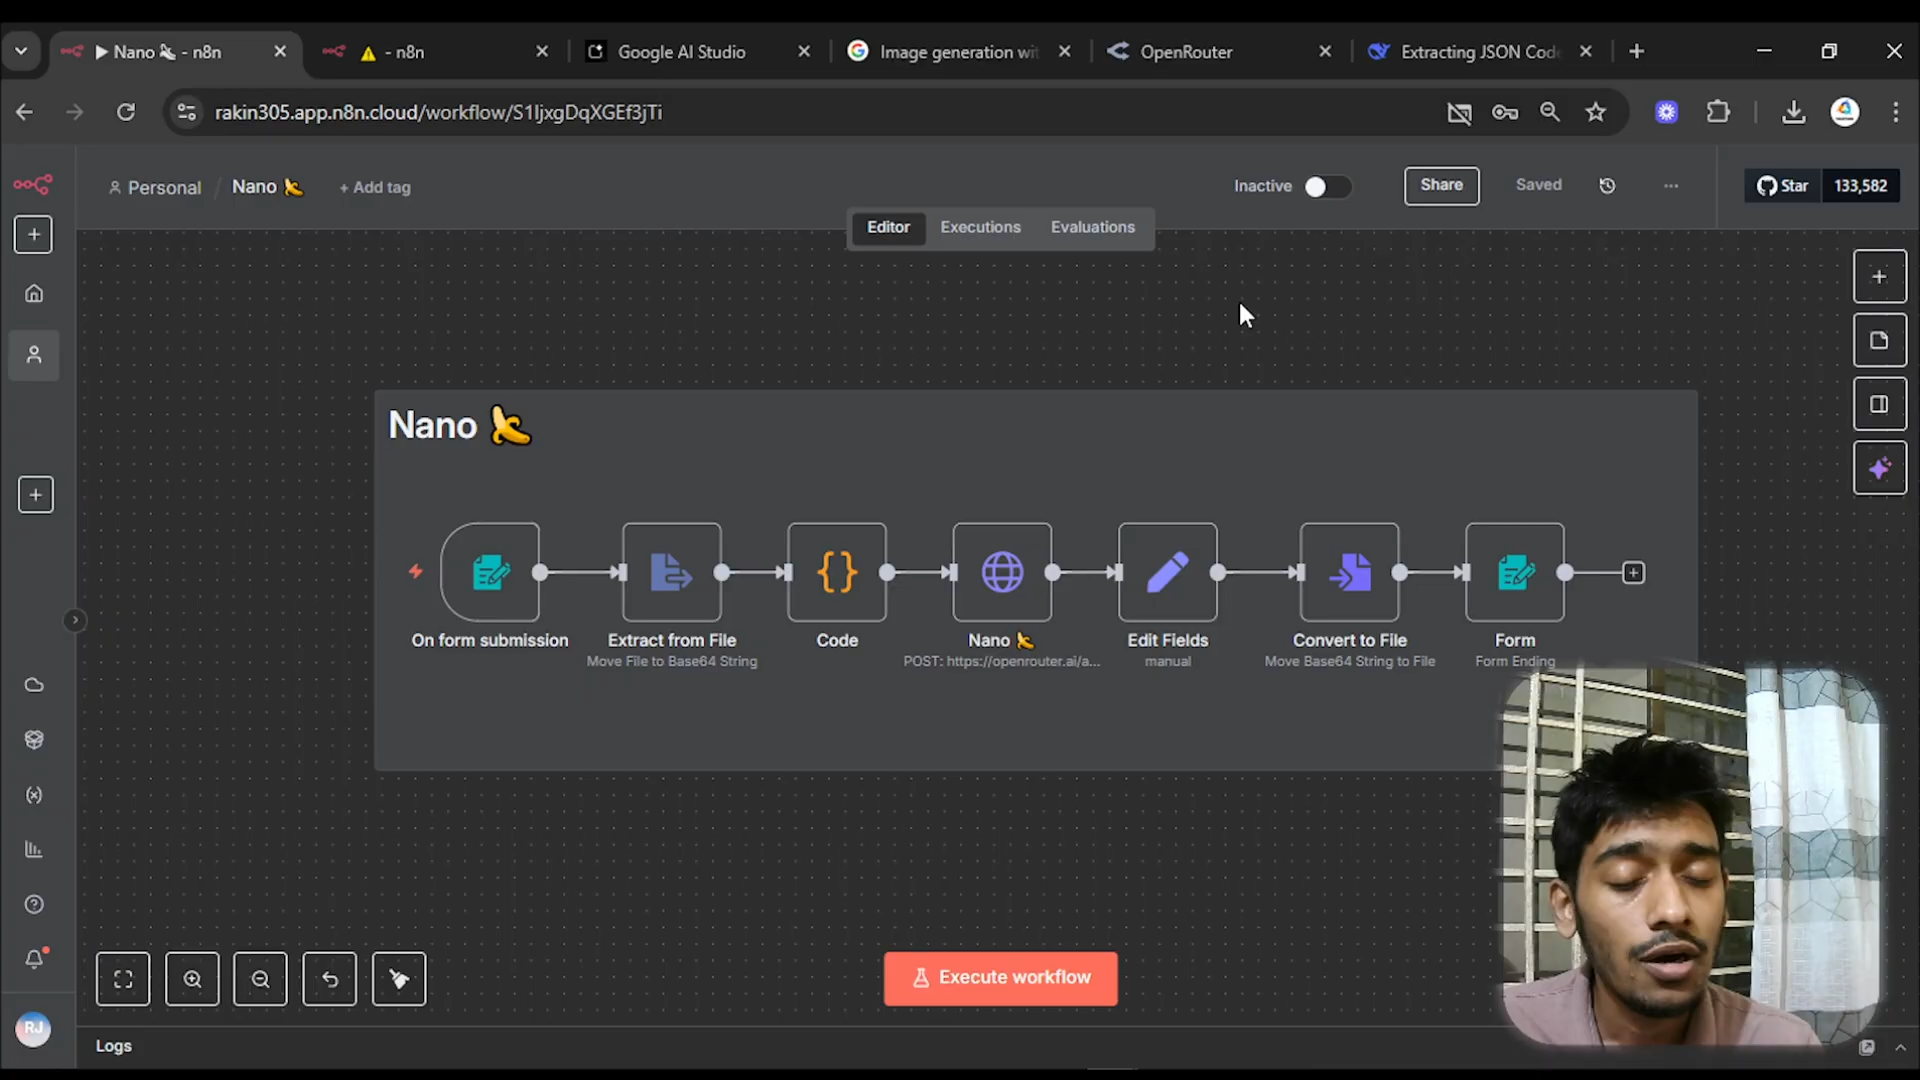 Nano - n8n
- n8n
Google AI Studio
Image generation wit
OpenRouter
Extracting JSON Code
rakin305.app.n8n.cloud/workflow/S1IjxgDqXGEf3jTi
Personal / Nano
+ Add tag
Inactive
Share
Saved
Star
133,582
Editor
Executions
Evaluations
Nano
On form submission
Extract from File
Move File to Base64 String
Code
Nano
POST: https://openrouter.ai/a...
Edit Fields
manual
Convert to File
Move Base64 String to File
Form
Form Ending
Execute workflow
RJ
Logs